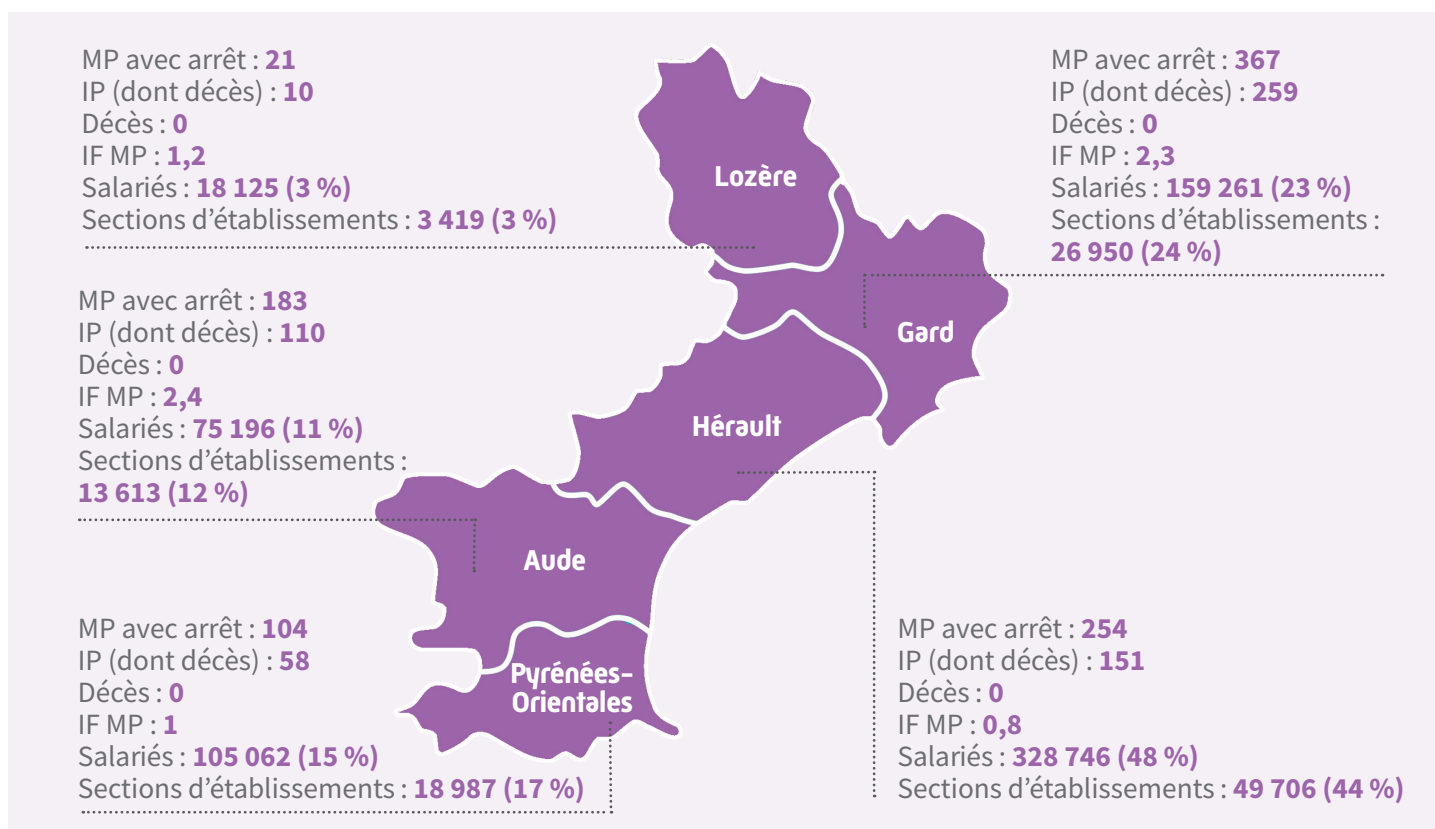 MP avec arrêt : 21
IP (dont décès) : 10
Décès : 0
IF MP : 1,2
Salariés : 18 125 (3 %)
Sections d’établissements : 3 419 (3 %)
MP avec arrêt : 367
IP (dont décès) : 259
Décès : 0
IF MP : 2,3
Salariés : 159 261 (23 %)
Sections d’établissements :
26 950 (24 %)
Lozère
Gard
MP avec arrêt : 183
IP (dont décès) : 110
Décès : 0
IF MP : 2,4
Salariés : 75 196 (11 %)
Sections d’établissements :
13 613 (12 %)
Hérault
Aude
Pyrénées-
Orientales
MP avec arrêt : 104
IP (dont décès) : 58
Décès : 0
IF MP : 1
Salariés : 105 062 (15 %)
Sections d’établissements : 18 987 (17 %)
MP avec arrêt : 254
IP (dont décès) : 151
Décès : 0
IF MP : 0,8
Salariés : 328 746 (48 %)
Sections d’établissements : 49 706 (44 %)